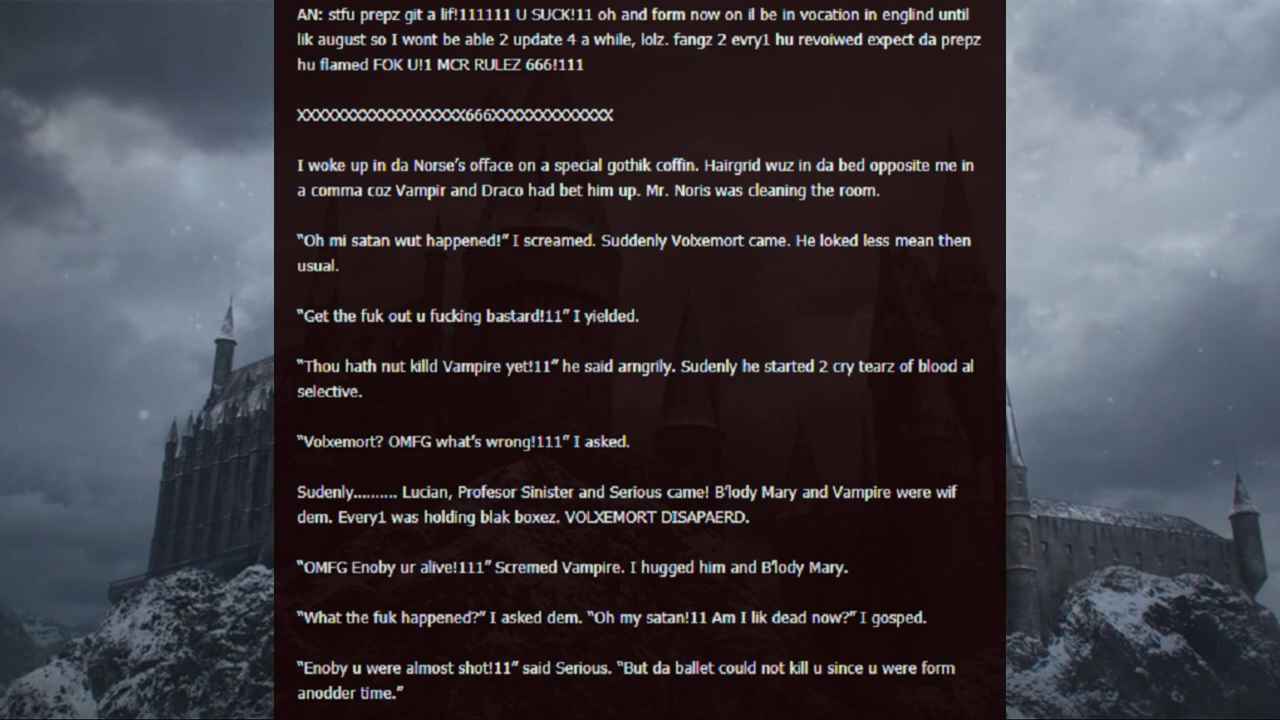 AN: stfu prepz git a lif!111111 U SUCK!11 oh and form now on il be in vocation in englind until
lik august so I wont be able 2 update 4 a while, lolz. fangz 2 evry1 hu revoiwed expect da prepz
hu flamed FOK U!1 MCR RULEZ 666!111
XXXXXXXXXXXXXXXXXX666XXXXXXXXXXXXX
I woke up in da Norse’s offace on a special gothik coffin. Hairgrid wuz in da bed opposite me in
a comma coz Vampir and Draco had bet him up. Mr. Noris was cleaning the room.
“Oh mi satan wut happened!” I screamed. Suddenly Volxemort came. He loked less mean then
usual.
“Get the fuk out u fucking bastard!11” I yielded.
“Thou hath nut killd Vampire yet!11” he said arngrily. Sudenly he started 2 cry tearz of blood al
selective.
“Volxemort? OMFG what’s wrong!111” I asked.
Sudenly.......... Lucian, Profesor Sinister and Serious came! B’lody Mary and Vampire were wif
dem. Every1 was holding blak boxez. VOLXEMORT DISAPAERD.
“OMFG Enoby ur alive!111” Scremed Vampire. I hugged him and B’lody Mary.
“What the fuk happened?” I asked dem. “Oh my satan!11 Am I lik dead now?” I gosped.
“Enoby u were almost shot!11” said Serious. “But da ballet could not kill u since u were form
anodder time.”